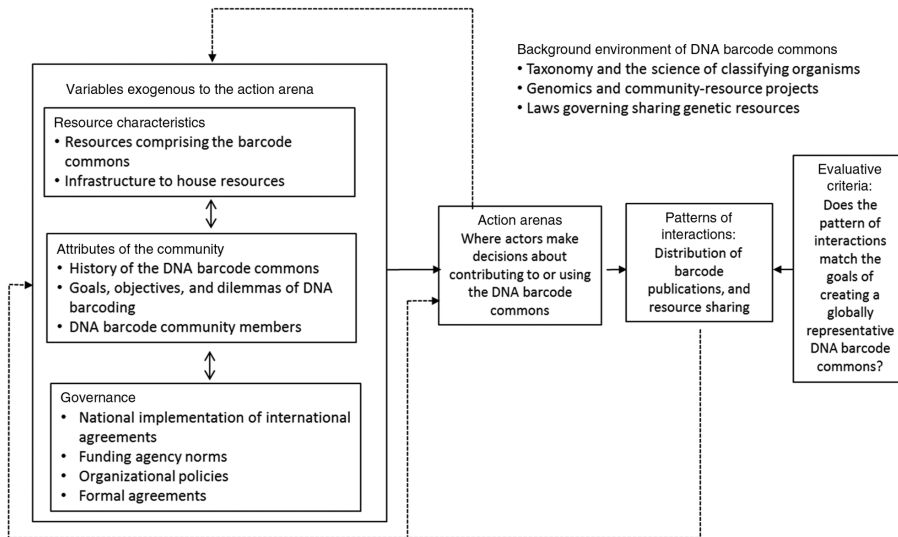 Background environment of DNA barcode commons
• Taxonomy and the science of classifying organisms
• Genomics and community-resource projects
• Laws governing sharing genetic resources
Variables exogenous to the action arena
Resource characteristics
• Resources comprising the barcode
commons
• Infrastructure to house resources
Attributes of the community
• History of the DNA barcode commons
• Goals, objectives, and dilemmas of DNA
barcoding
• DNA barcode community members
Governance
• National implementation of international
agreements
• Funding agency norms
• Organizational policies
• Formal agreements
Action arenas
Where actors make
decisions about
contributing to or using
the DNA barcode
commons
Patterns of
interactions:
Distribution of
barcode
publications, and
resource sharing
Evaluative
criteria:
Does the
pattern of
interactions
match the
goals of
creating a
globally
representative
DNA barcode
commons?